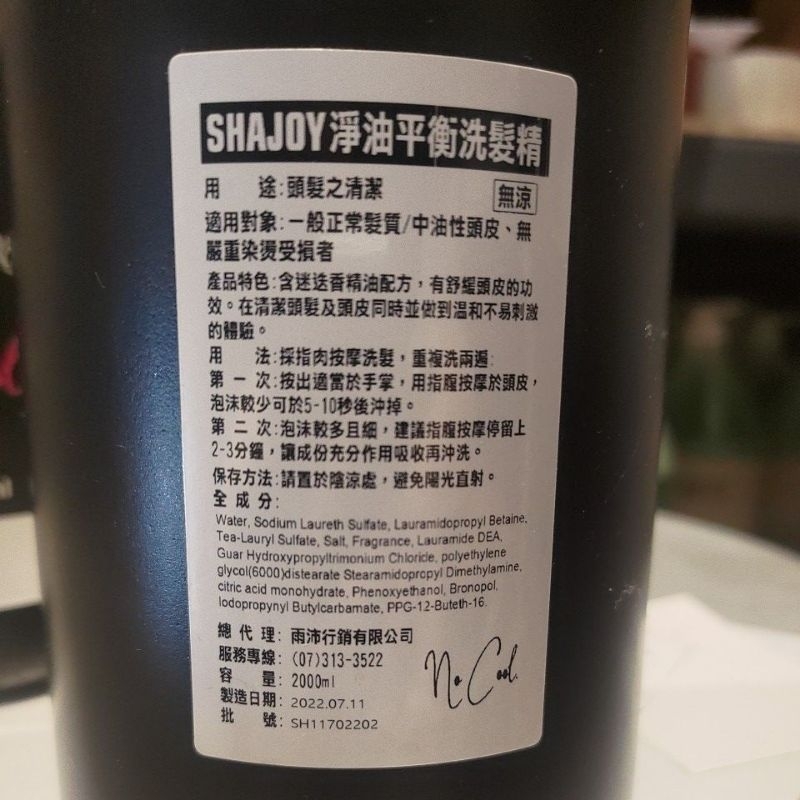 SHAJOY淨油平衡洗髮精
用 途:頭髮之清潔 無涼
適用對象:一般正常髮質/中油性頭皮、無
嚴重染燙受損者
產品特色:含迷迭香精油配方，有舒緩頭皮的功
效。在清潔頭髮及頭皮同時並做到溫和不易刺激
的體驗。
用 法:採指肉按摩洗髮，重複洗兩遍:
第 一 次:按出適當於手掌，用指腹按摩於頭皮，
泡沫較少可於5-10秒後沖掉。
第 二 次:泡沫較多且細，建議指腹按摩停留上
2-3分鐘，讓成份充分作用吸收再沖洗。
保存方法:請置於陰涼處，避免陽光直射。
全 成 分:
Water, Sodium Laureth Sulfate, Lauramidopropyl Betaine,
Tea-Lauryl Sulfate, Salt, Fragrance, Lauramide DEA,
Guar Hydroxypropyltrimonium Chloride, polyethylene
glycol(6000)distearate Stearamidopropyl Dimethylamine,
citric acid monohydrate, Phenoxyethanol, Bronopol,
Iodopropynyl Butylcarbamate, PPG-12-Buteth-16.
總 代 理: 雨沛行銷有限公司
服務專線: (07)313-3522
容 量: 2000ml
製造日期: 2022.07.11
批 號: SH11702202
No Cool.